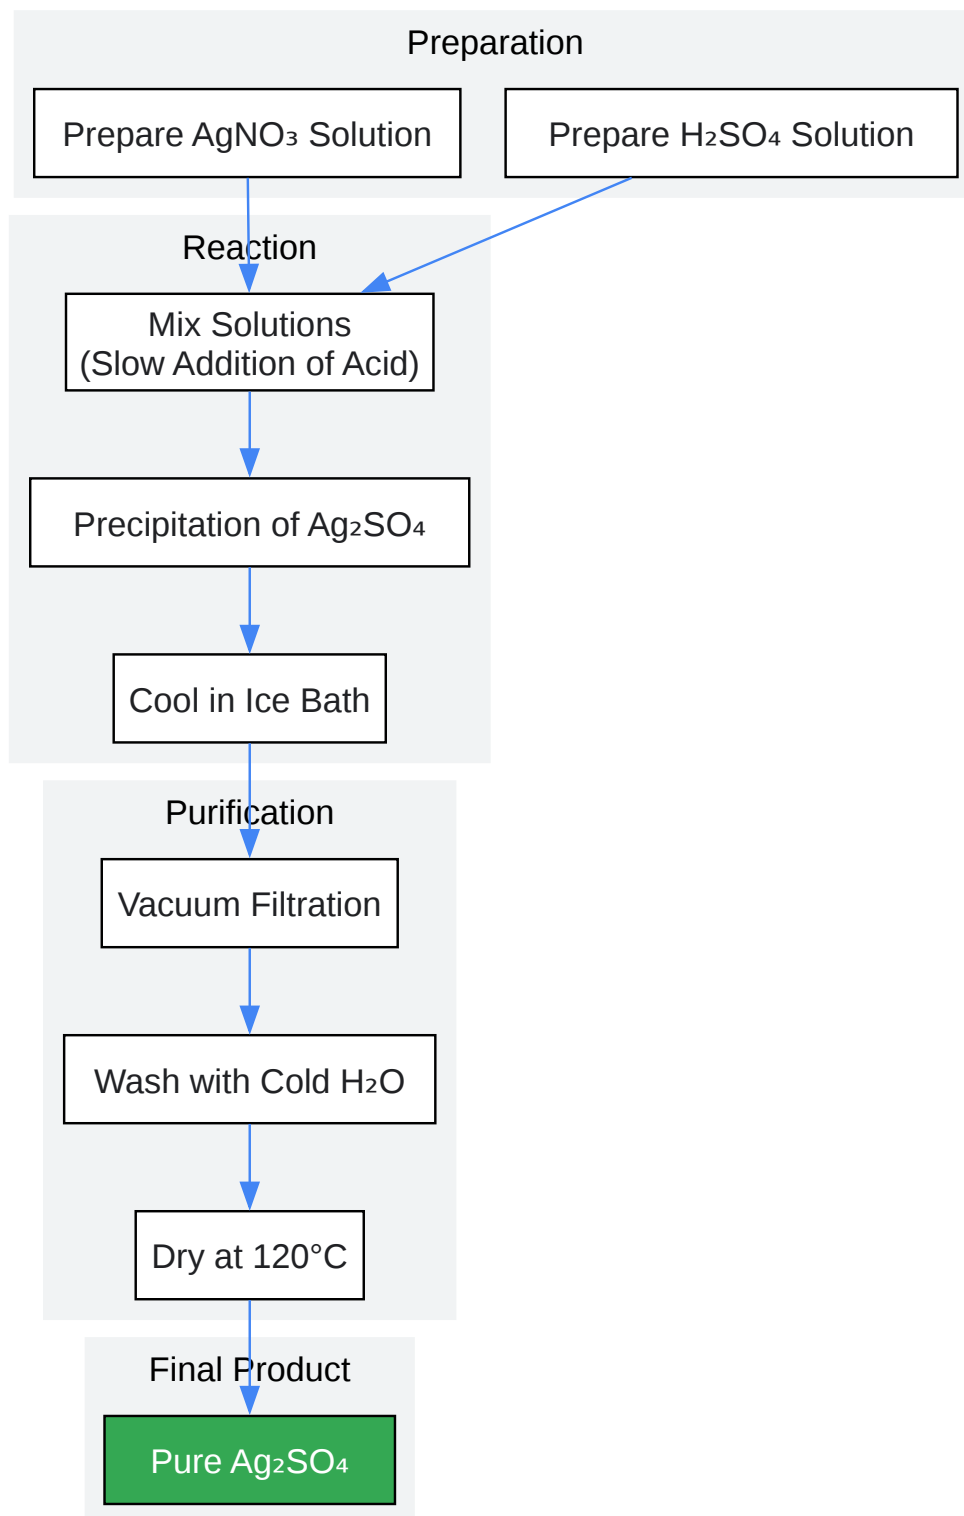 Preparation
Prepare AgNO₃ Solution
Prepare H₂SO₄ Solution
Reaction
Mix Solutions
(Slow Addition of Acid)
Precipitation of Ag₂SO₄
Cool in Ice Bath
Purification
Vacuum Filtration
Wash with Cold H₂O
Dry at 120°C
Final Product
Pure Ag₂SO₄